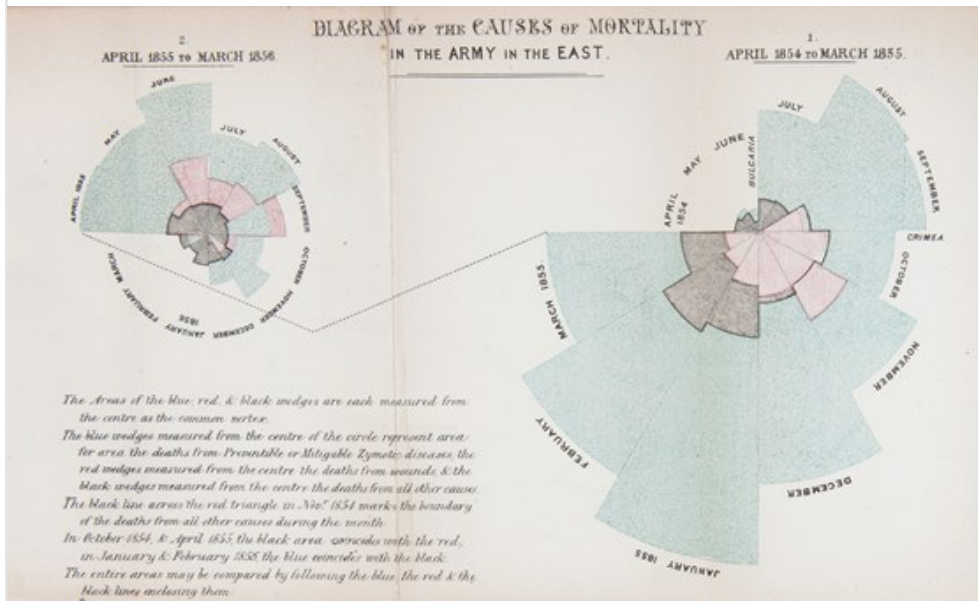 DIAGRAM OF THE CAUSES OF MORTALITY
IN THE ARMY IN THE EAST.
2.
APRIL 1855 TO MARCH 1856
1.
APRIL 1854 TO MARCH 1855.
JUNE
JULY
MAY
AUGUST
APRIL 1855
SEPTEMBER
OCTOBER
NOVEMBER
DECEMBER
JANUARY
1856
FEBRUARY
MARCH
APRIL
1854
MAY
JUNE
BULGARIA
JULY
AUGUST
SEPTEMBER
CRIMEA
OCTOBER
NOVEMBER
DECEMBER
JANUARY 1855
FEBRUARY
MARCH 1855.
The Areas of the blue, red, & black wedges are each measured from
the centre as the common vertex.
The blue wedges measured from the centre of the circle represent area
for area the deaths from Preventible or Mitigable Zymotic diseases, the
red wedges measured from the centre the deaths from wounds, & the
black wedges measured from the centre the deaths from all other causes
The black line across the red triangle in Nov.r 1854 marks the boundary
of the deaths from all other causes during the month
In October 1854, & April 1855, the black area coincides with the red,
in January & February 1856, the blue coincides with the black.
The entire areas may be compared by following the blue, the red & the
black lines enclosing them